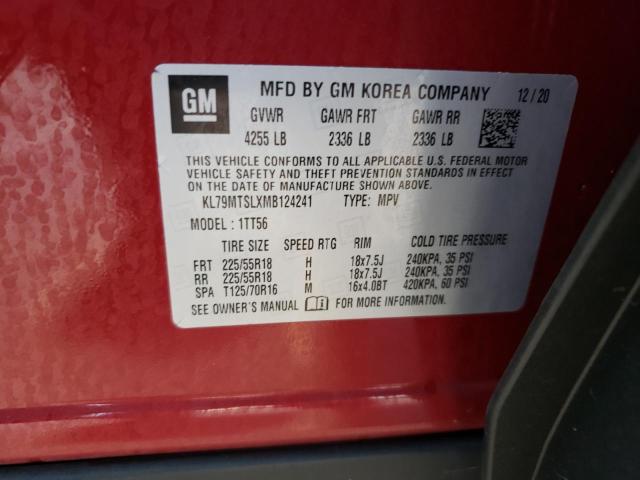 GM
MFD BY GM KOREA COMPANY 12/20
GVWR GAWR FRT GAWR RR
4255 LB 2336 LB 2336 LB
THIS VEHICLE CONFORMS TO ALL APPLICABLE U.S. FEDERAL MOTOR
VEHICLE SAFETY AND THEFT PREVENTION STANDARDS IN EFFECT
ON THE DATE OF MANUFACTURE SHOWN ABOVE.
KL79MTSLXMB124241 TYPE: MPV
MODEL : 1TT56
TIRE SIZE SPEED RTG RIM COLD TIRE PRESSURE
FRT 225/55R18 H 18x7.5J 240KPA, 35 PSI
RR 225/55R18 H 18x7.5J 240KPA, 35 PSI
SPA T125/70R16 M 16x4.0BT 420KPA, 60 PSI
SEE OWNER'S MANUAL FOR MORE INFORMATION.